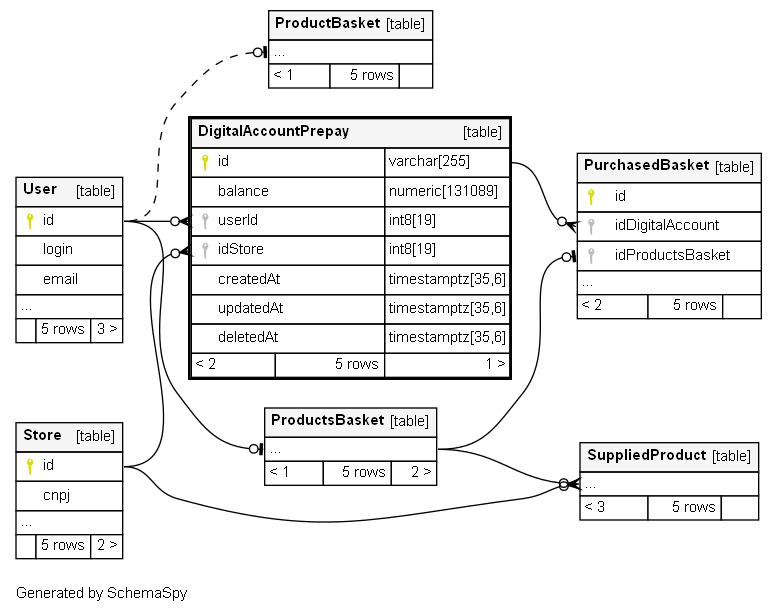 ProductBasket [table]
...
< 1 5 rows
DigitalAccountPrepay [table]
id varchar[255]
balance numeric[131089]
userId int8[19]
idStore int8[19]
createdAt timestamptz[35,6]
updatedAt timestamptz[35,6]
deletedAt timestamptz[35,6]
< 2 5 rows 1 >
PurchasedBasket [table]
id
idDigitalAccount
idProductsBasket
...
< 2 5 rows
User [table]
id
login
email
...
5 rows 3 >
Store [table]
id
cnpj
...
5 rows 2 >
ProductsBasket [table]
...
< 1 5 rows 2 >
SuppliedProduct [table]
...
< 3 5 rows
Generated by SchemaSpy